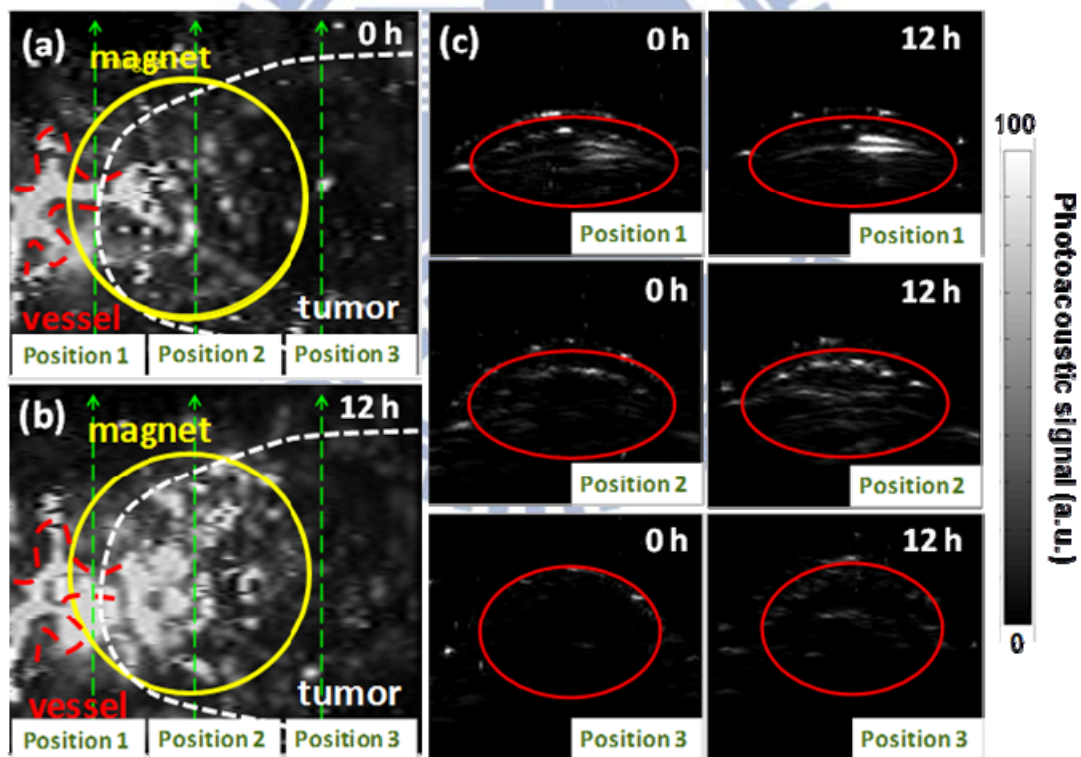 (a)
0 h
magnet
vessel
tumor
Position 1
Position 2
Position 3
(b)
12 h
magnet
vessel
tumor
Position 1
Position 2
Position 3
(c)
0 h
12 h
Position 1
Position 1
0 h
12 h
Position 2
Position 2
0 h
12 h
Position 3
Position 3
100
0
Photoacoustic signal (a.u.)